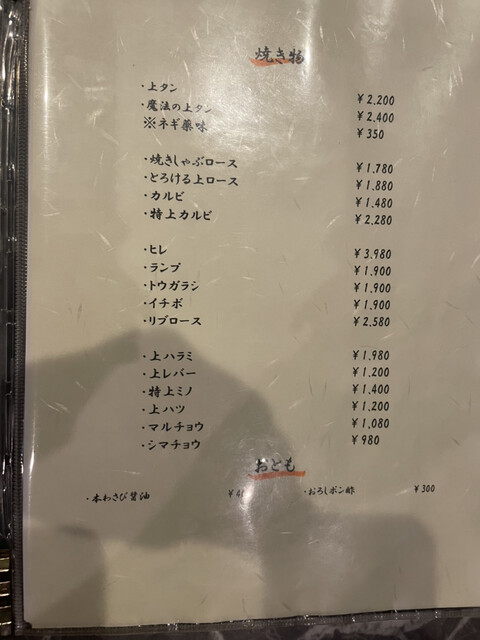 焼き物
・上タン ¥2,200
・魔法の上タン ¥2,400
※ネギ薬味 ¥350
・焼きしゃぶロース ¥1,780
・とろける上ロース ¥1,880
・カルビ ¥1,480
・特上カルビ ¥2,280
・ヒレ ¥3,980
・ランプ ¥1,900
・トウガラシ ¥1,900
・イチボ ¥1,900
・リブロース ¥2,580
・上ハラミ ¥1,980
・上レバー ¥1,200
・特上ミノ ¥1,400
・上ハツ ¥1,200
・マルチョウ ¥1,080
・シマチョウ ¥980
おとも
・本わさび醤油 ・おろしポン酢 ¥300